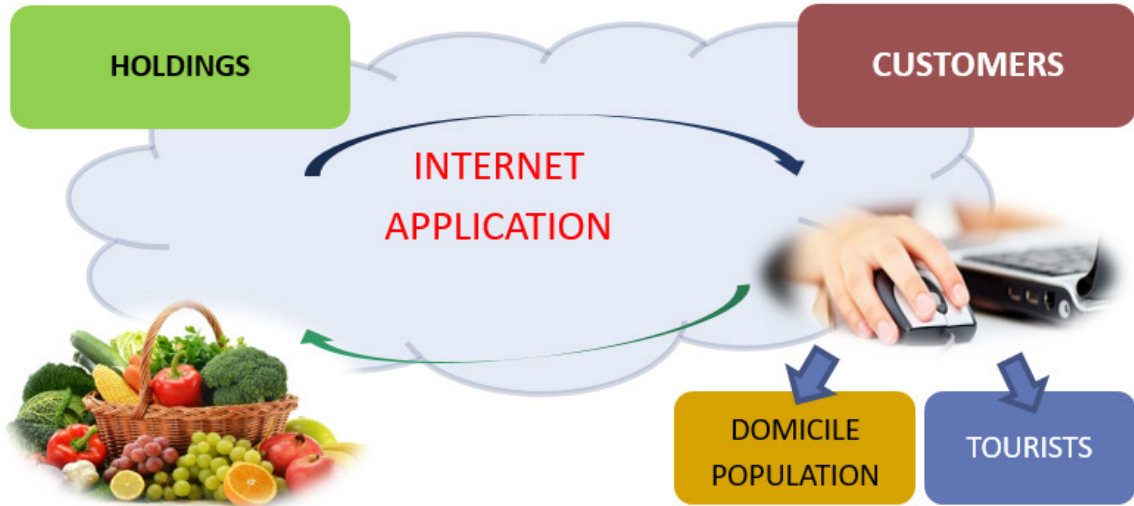 HOLDINGS
CUSTOMERS
INTERNET
APPLICATION
DOMICILE
POPULATION
TOURISTS